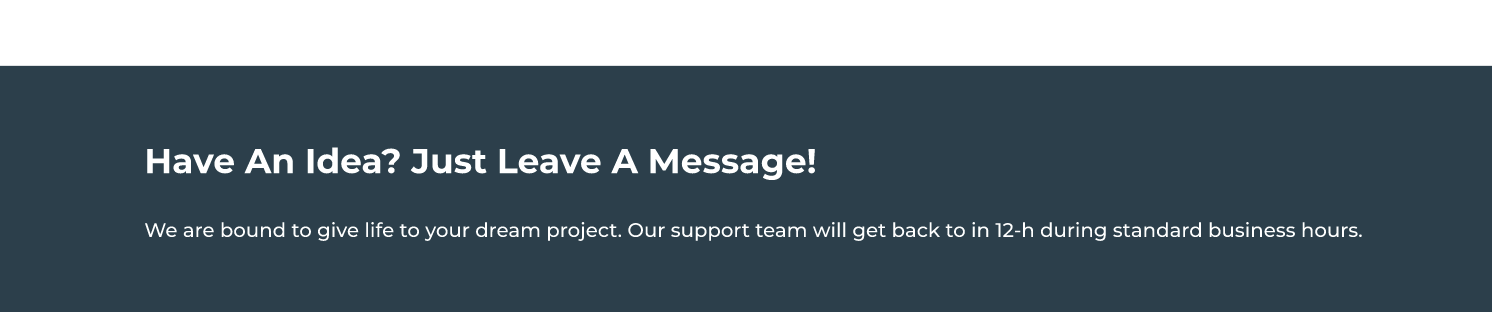 Have An Idea? Just Leave A Message!
We are bound to give life to your dream project. Our support team will get back to in 12-h during standard business hours.